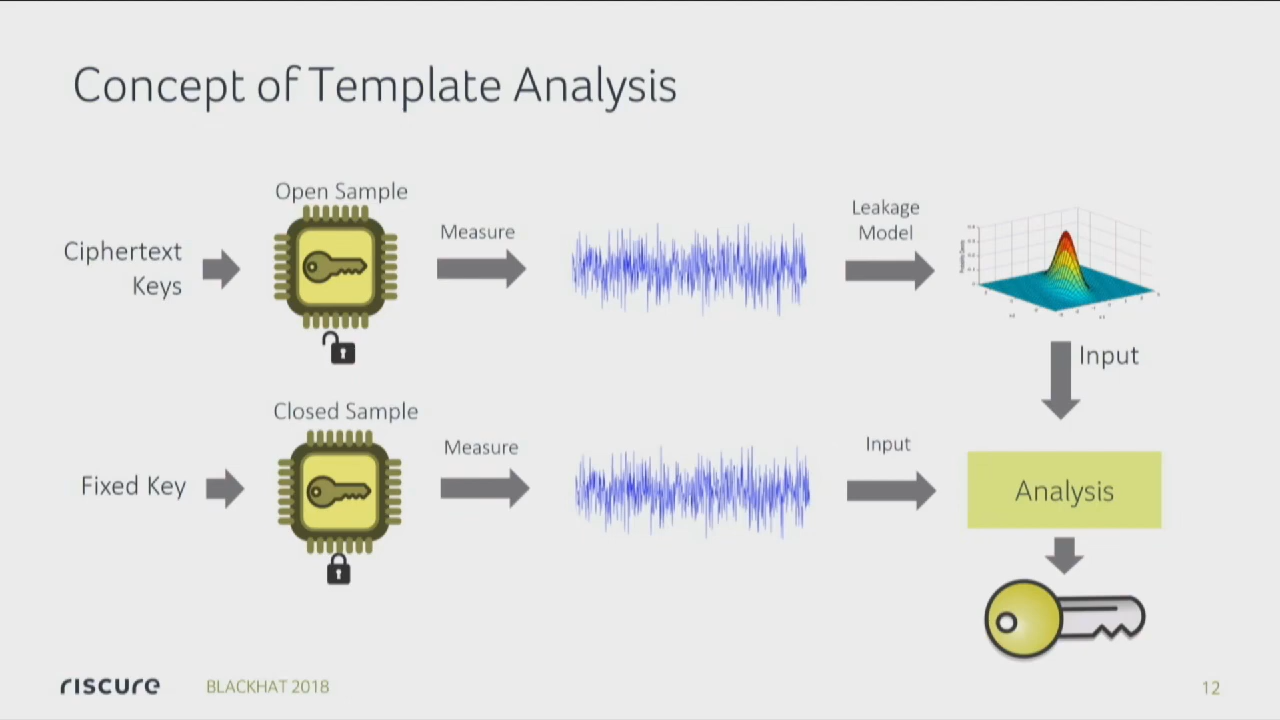 Concept of Template Analysis
Open Sample
Ciphertext
Keys
Measure
Leakage
Model
Input
Closed Sample
Fixed Key
Measure
Input
Analysis
riscure
BLACKHAT 2018
12